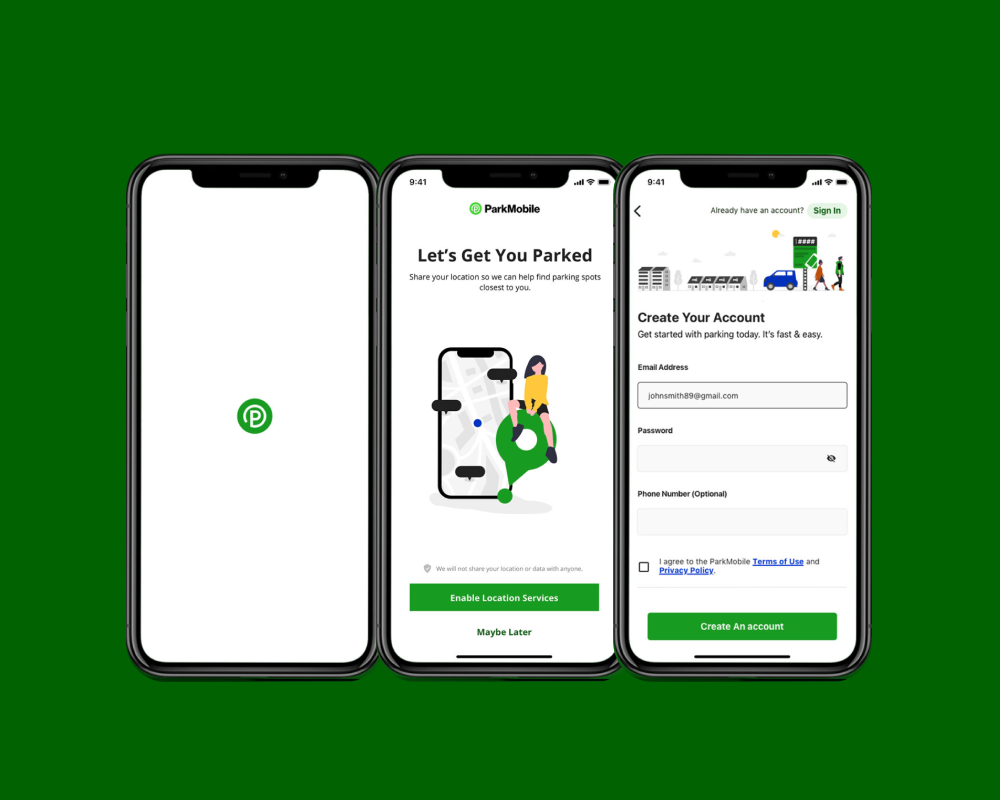 P
9:41
ParkMobile
Let's Get You Parked
Share your location so we can help find parking spots
closest to you.
We will not share your location or data with anyone.
Enable Location Services
Maybe Later
9:41
Already have an account? Sign In
####
Create Your Account
Get started with parking today. It's fast & easy.
Email Address
johnsmith89@gmail.com
Password
Phone Number (Optional)
I agree to the ParkMobile Terms of Use and
Privacy Policy.
Create An account